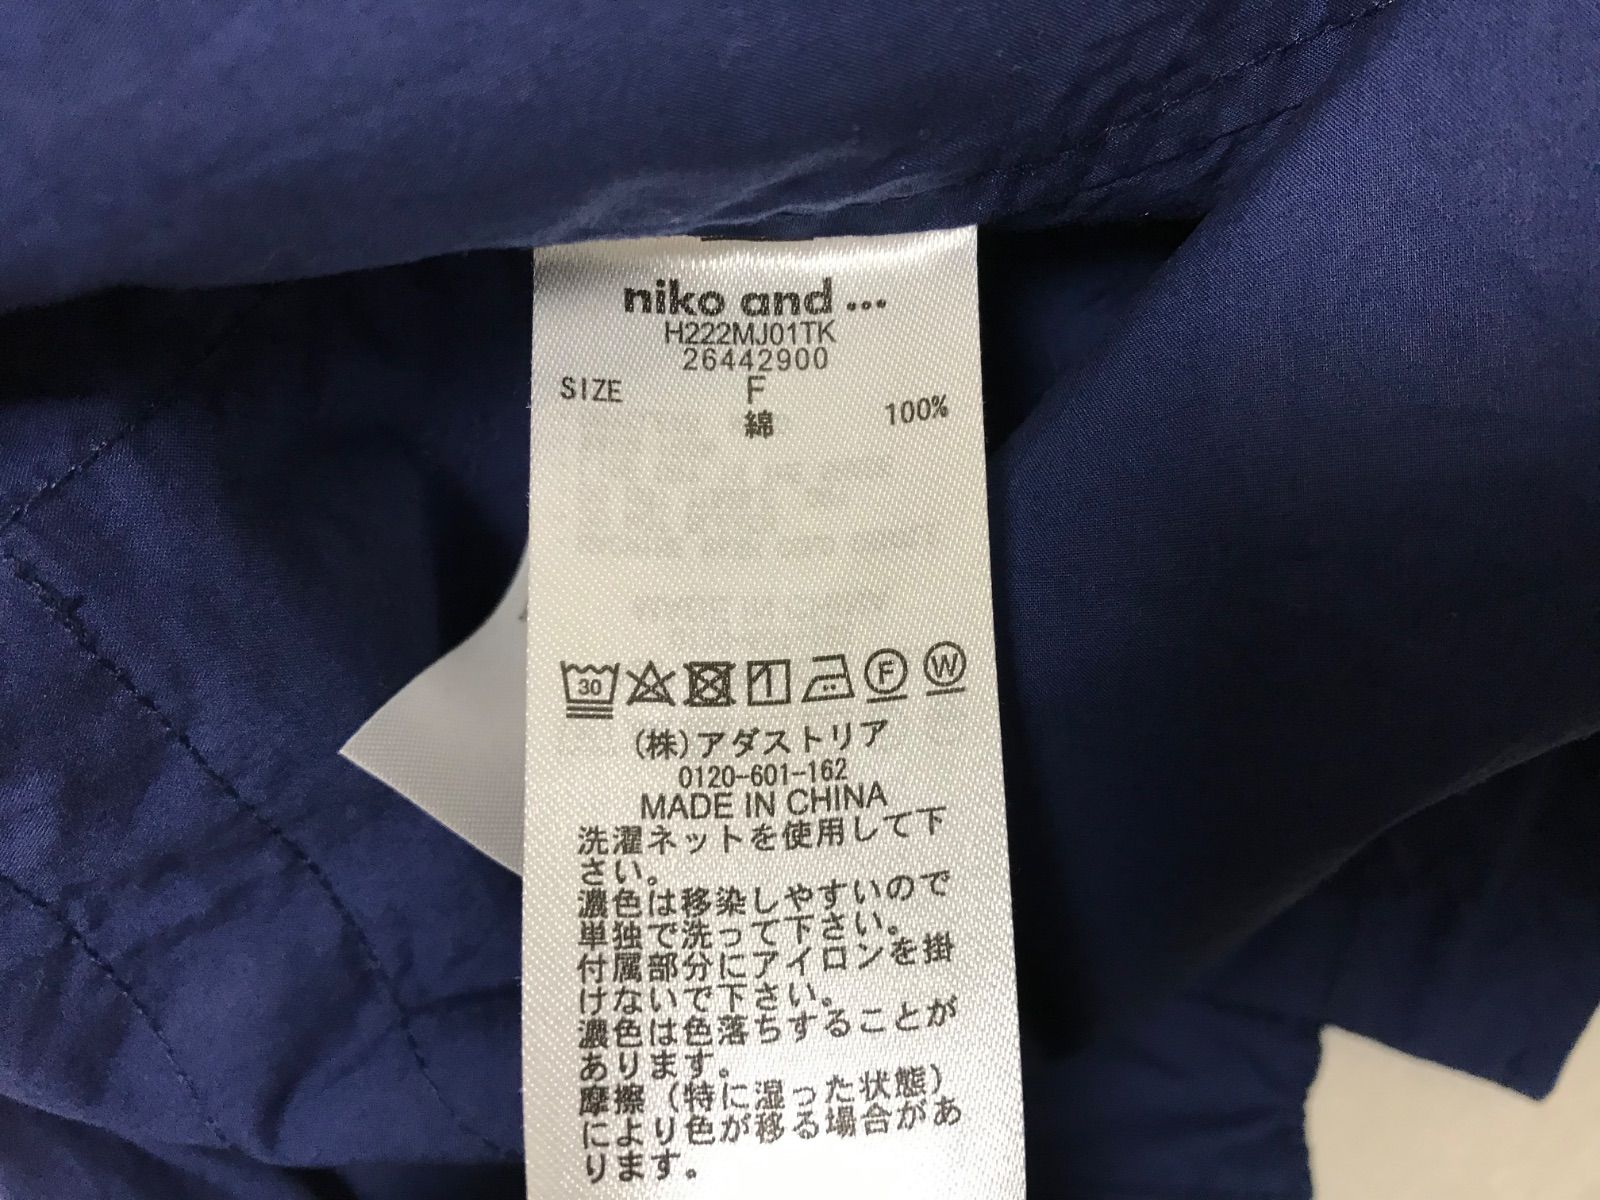 niko and ...
H222MJ01TK
26442900
SIZE F
綿 100%
30 F W
(株)アダストリア
0120-601-162
MADE IN CHINA
洗濯ネットを使用して下
さい。
濃色は移染しやすいので
単独で洗って下さい。
付属部分にアイロンを掛
けないで下さい。
濃色は色落ちすることが
あります。
摩擦(特に湿った状態)
により色が移る場合があ
ります。